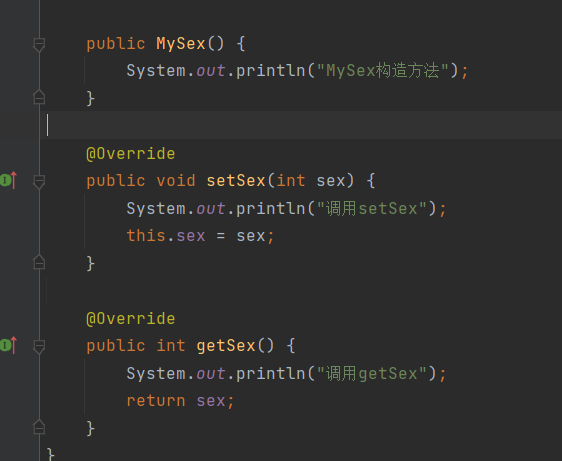 public MySex() {
System.out.println("MySex构造方法");
}
@Override
public void setSex(int sex) {
System.out.println("调用setSex");
this.sex = sex;
}
@Override
public int getSex() {
System.out.println("调用getSex");
return sex;
}
}